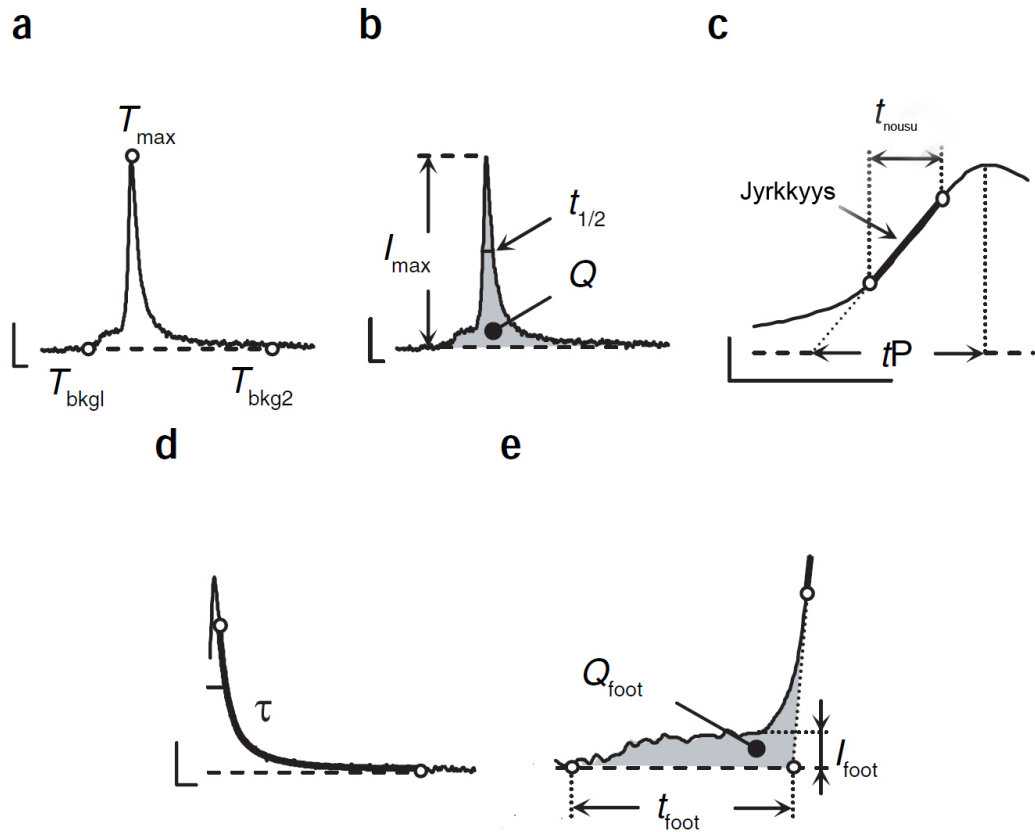 a
b
c
T max
T bkgl
T bkg2
I max
t 1/2
Q
t nousu
Jyrkkyys
tP
d
e
τ
Q foot
I foot
t foot